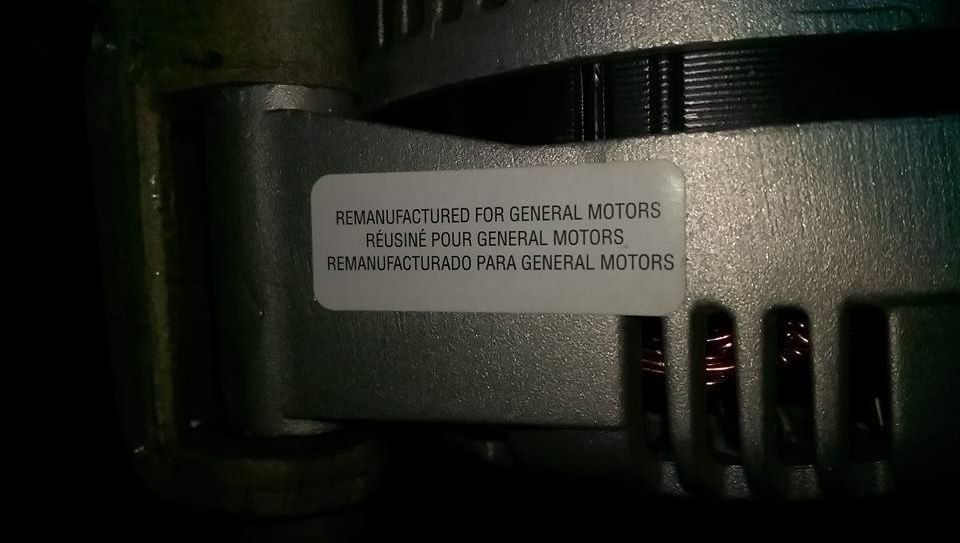 REMANUFACTURED FOR GENERAL MOTORS
RÉUSINÉ POUR GENERAL MOTORS
REMANUFACTURADO PARA GENERAL MOTORS